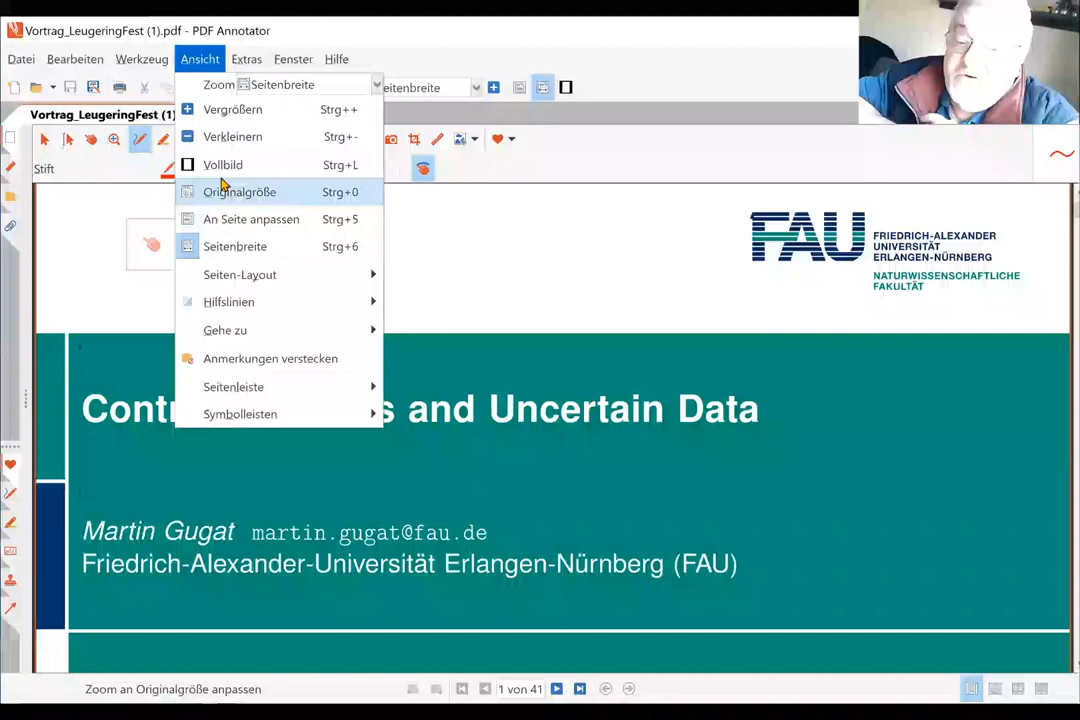 Vortrag_LeugeringFest (1).pdf - PDF Annotator
Datei Bearbeiten Werkzeug Ansicht Extras Fenster Hilfe
Zoom Seitenbreite
eitenbreite
Vergrößern Strg++
Vortrag_LeugeringFest (1)
Verkleinern Strg+-
Stift
Vollbild Strg+L
Originalgröße Strg+0
An Seite anpassen Strg+5
Seitenbreite Strg+6
Seiten-Layout
Hilfslinien
Gehe zu
Anmerkungen verstecken
Seitenleiste
Symbolleisten
FAU
FRIEDRICH-ALEXANDER
UNIVERSITÄT
ERLANGEN-NÜRNBERG
NATURWISSENSCHAFTLICHE
FAKULTÄT
Cont s and Uncertain Data
Martin Gugat martin.gugat@fau.de
Friedrich-Alexander-Universität Erlangen-Nürnberg (FAU)
Zoom an Originalgröße anpassen
1 von 41